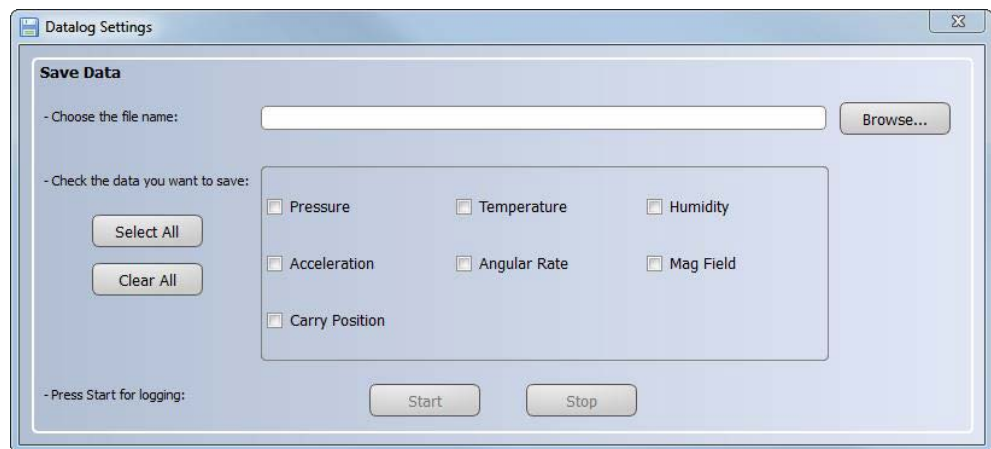 Datalog Settings
Save Data
- Choose the file name:
Browse...
- Check the data you want to save:
Select All
Clear All
Pressure Temperature Humidity
Acceleration Angular Rate Mag Field
Carry Position
- Press Start for logging:
Start Stop